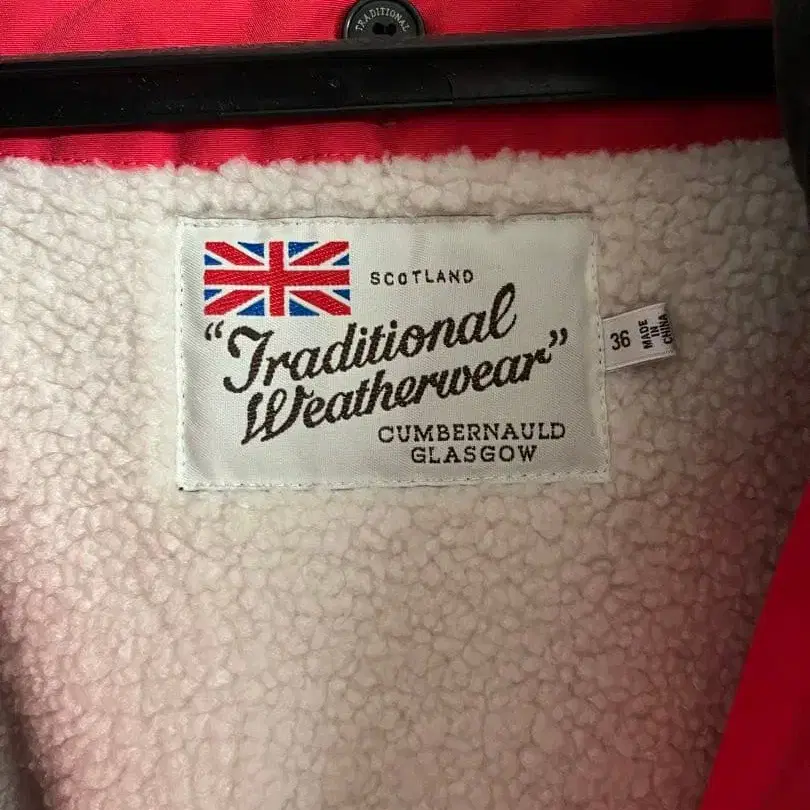 TRADITIONAL
SCOTLAND
"Traditional
Weatherwear"
CUMBERNAULD
GLASGOW
36
MADE
IN
CHINA